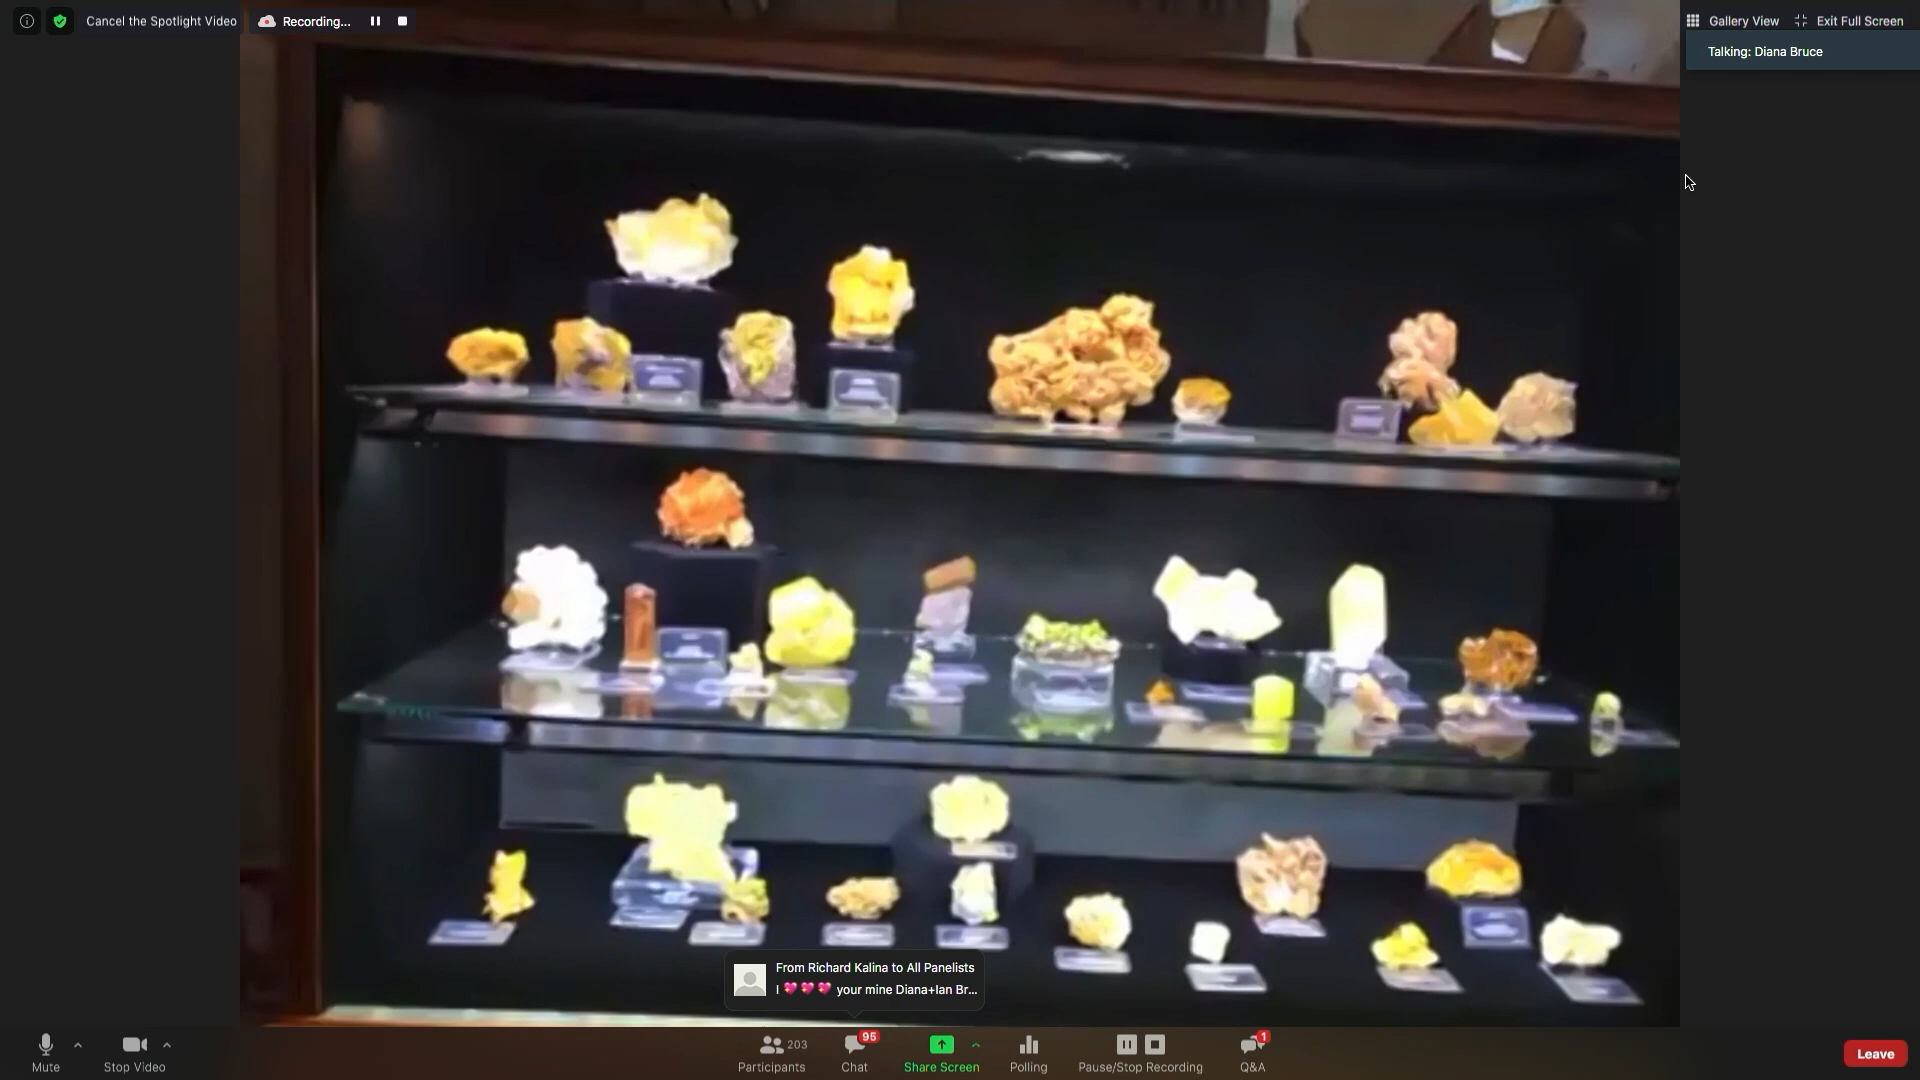 Cancel the Spotlight Video
Recording...
Gallery View
Exit Full Screen
Talking: Diana Bruce
From Richard Kalina to All Panelists
I 💖💖💖 your mine Diana+Ian Br...
Mute
Stop Video
203
Participants
95
Chat
Share Screen
Polling
Pause/Stop Recording
1
Q&A
Leave